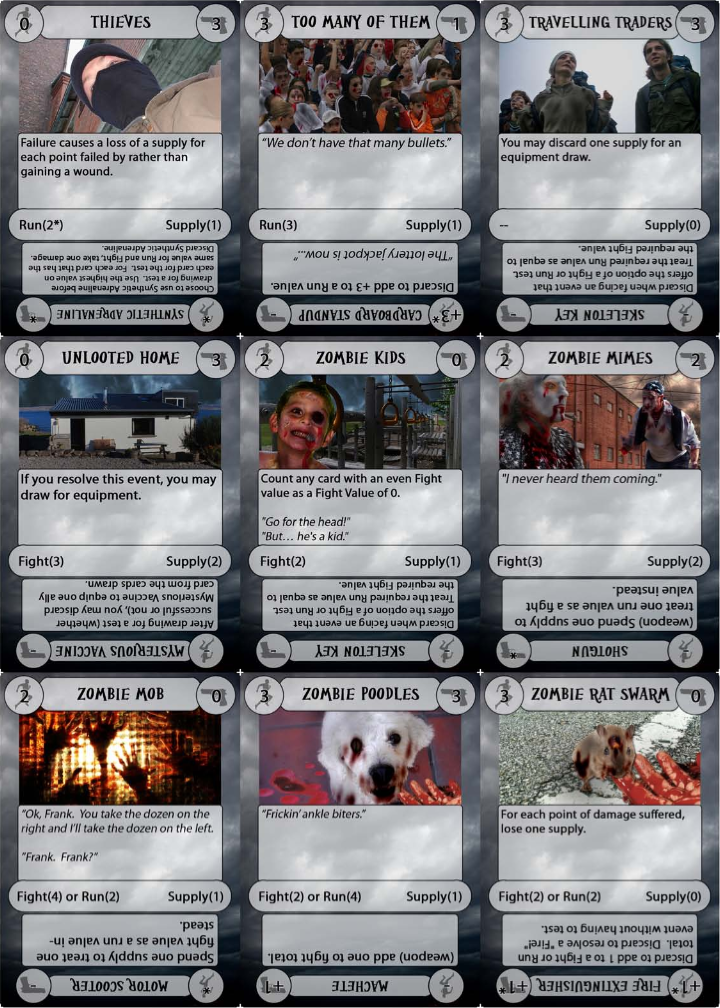 0 THIEVES 3
Failure causes a loss of a supply for
each point failed by rather than
gaining a wound.
Run(2*) Supply(1)
SYNTHETIC ADRENALINE
* *
Choose to use Synthetic Adrenaline before
drawing for a test. Use the highest value on
each card for the test. For each card that has the
same value for Run and Fight, take one damage.
Discard Synthetic Adrenaline.
3 TOO MANY OF THEM 1
"We don't have that many bullets."
Run(3) Supply(1)
+3* CARDBOARD STANDUP -
Discard to add +3 to a Run value.
"The lottery jackpot is now..."
3 TRAVELLING TRADERS 3
You may discard one supply for an
equipment draw.
-- Supply(0)
SKELETON KEY -
Discard when facing an event that
offers the option of a Fight or Run test.
Treat the required Run value as equal to
the required Fight value.
0 UNLOOTED HOME 3
If you resolve this event, you may
draw for equipment.
Fight(3) Supply(2)
MYSTERIOUS VACCINE -
After drawing for a test (whether
successful or not), you may discard
Mysterious Vaccine to equip one ally
card from the cards drawn.
2 ZOMBIE KIDS 0
Count any card with an even Fight
value as a Fight Value of 0.
"Go for the head!"
"But... he's a kid."
Fight(2) Supply(1)
SKELETON KEY -
Discard when facing an event that
offers the option of a Fight or Run test.
Treat the required Run value as equal to
the required Fight value.
2 ZOMBIE MIMES 2
"I never heard them coming."
Fight(3) Supply(2)
SHOTGUN *
(weapon) Spend one supply to
treat one run value as a fight
value instead.
2 ZOMBIE MOB 0
"Ok, Frank. You take the dozen on the
right and I'll take the dozen on the left.
"Frank. Frank?"
Fight(4) or Run(2) Supply(1)
* MOTOR SCOOTER -
Spend one supply to treat one
fight value as a run value in-
stead.
3 ZOMBIE POODLES 3
"Frickin' ankle biters."
Fight(2) or Run(4) Supply(1)
MACHETE +1
(weapon) add one to fight total.
3 ZOMBIE RAT SWARM 0
For each point of damage suffered,
lose one supply.
Fight(2) or Run(2) Supply(0)
+1* FIRE EXTINGUISHER +1*
Discard to add 1 to a Fight or Run
total. Discard to resolve a "Fire!"
event without having to test.